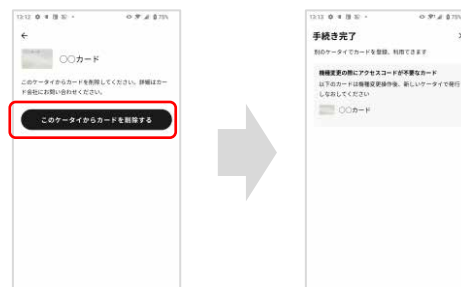 13:12
70%
←
○○カード
このケータイからカードを削除してください。詳細はカー
ド会社にお問い合わせください。
このケータイからカードを削除する
13:12
70%
手続き完了
別のケータイでカードを登録、利用できます
機種変更の際にアクセスコードが不要なカード
以下のカードは機種変更操作後、新しいケータイで発行
しなおしてください
○○カード